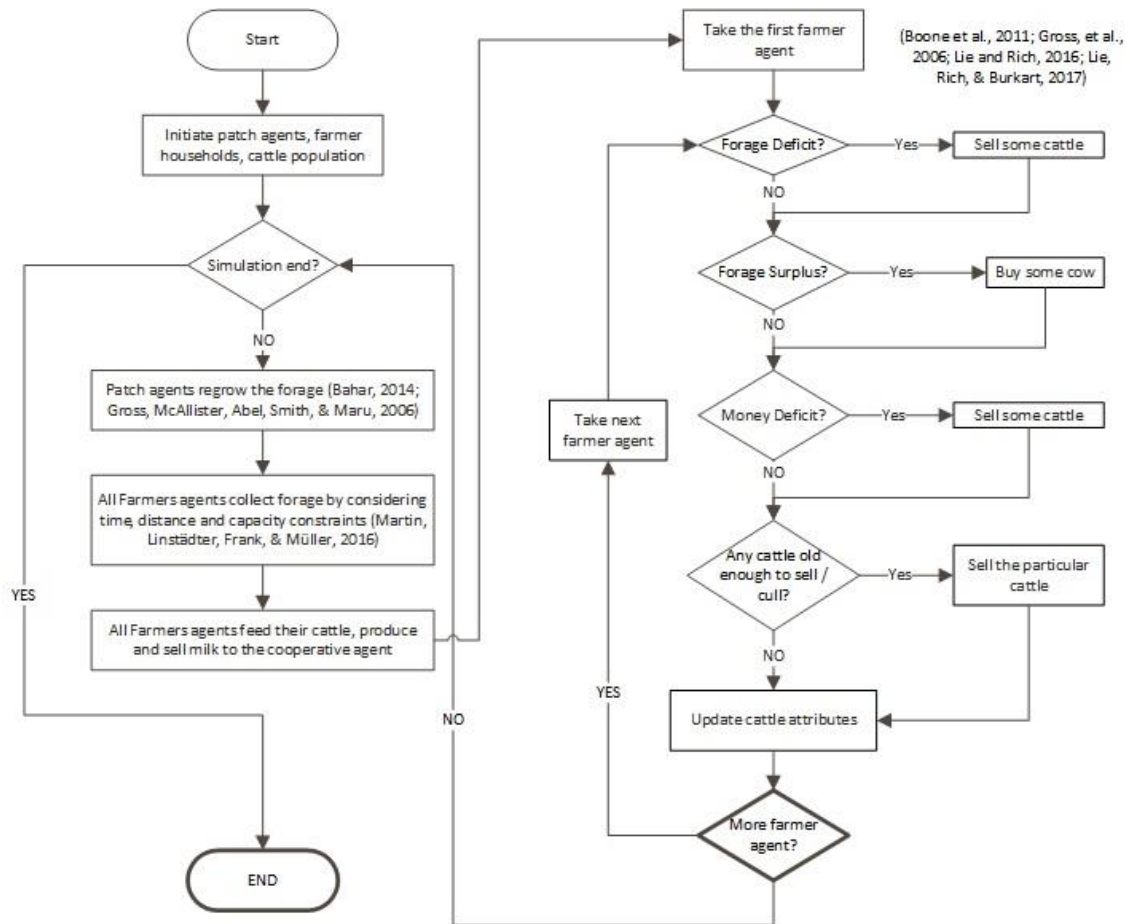 Start
Initiate patch agents, farmer
households, cattle population
Simulation end?
NO
Patch agents regrow the forage (Bahar, 2014;
Gross, McAllister, Abel, Smith, & Maru, 2006)
All Farmers agents collect forage by considering
time, distance and capacity constraints (Martin,
Linstädter, Frank, & Müller, 2016)
YES
All Farmers agents feed their cattle, produce
and sell milk to the cooperative agent
END
Take the first farmer
agent
(Boone et al., 2011; Gross, et al.,
2006; Lie and Rich, 2016; Lie,
Rich, & Burkart, 2017)
Forage Deficit?
Yes
Sell some cattle
NO
Forage Surplus?
Yes
Buy some cow
NO
Money Deficit?
Yes
Sell some cattle
Take next
farmer agent
NO
Any cattle old
enough to sell /
cull?
Yes
Sell the particular
cattle
NO
YES
Update cattle attributes
NO
More farmer
agent?